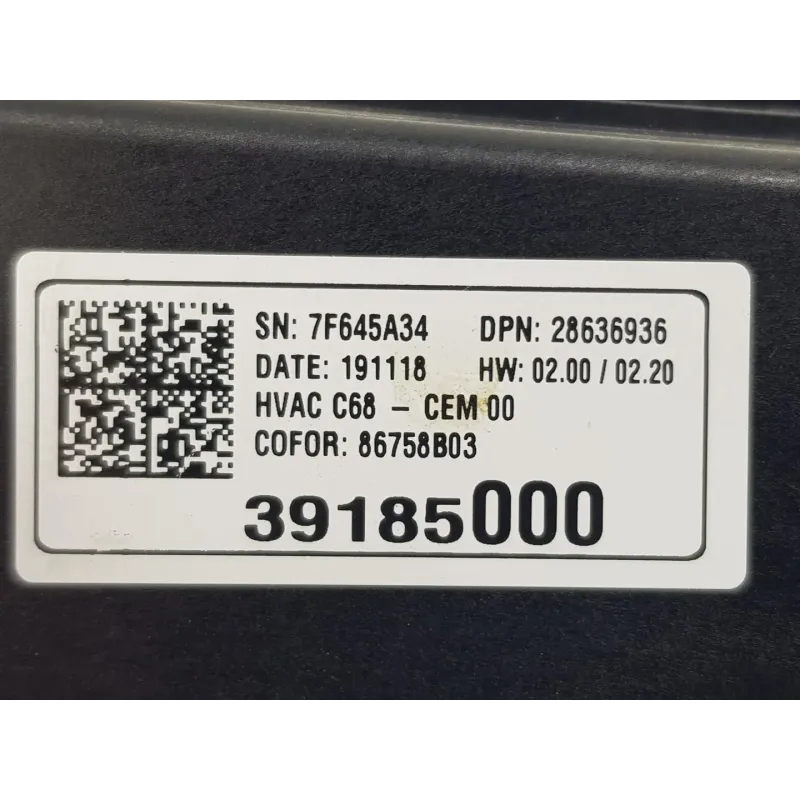 SN: 7F645A34 DPN: 28636936
DATE: 191118 HW: 02.00 / 02.20
HVAC C68 - CEM 00
COFOR: 86758B03
39185000